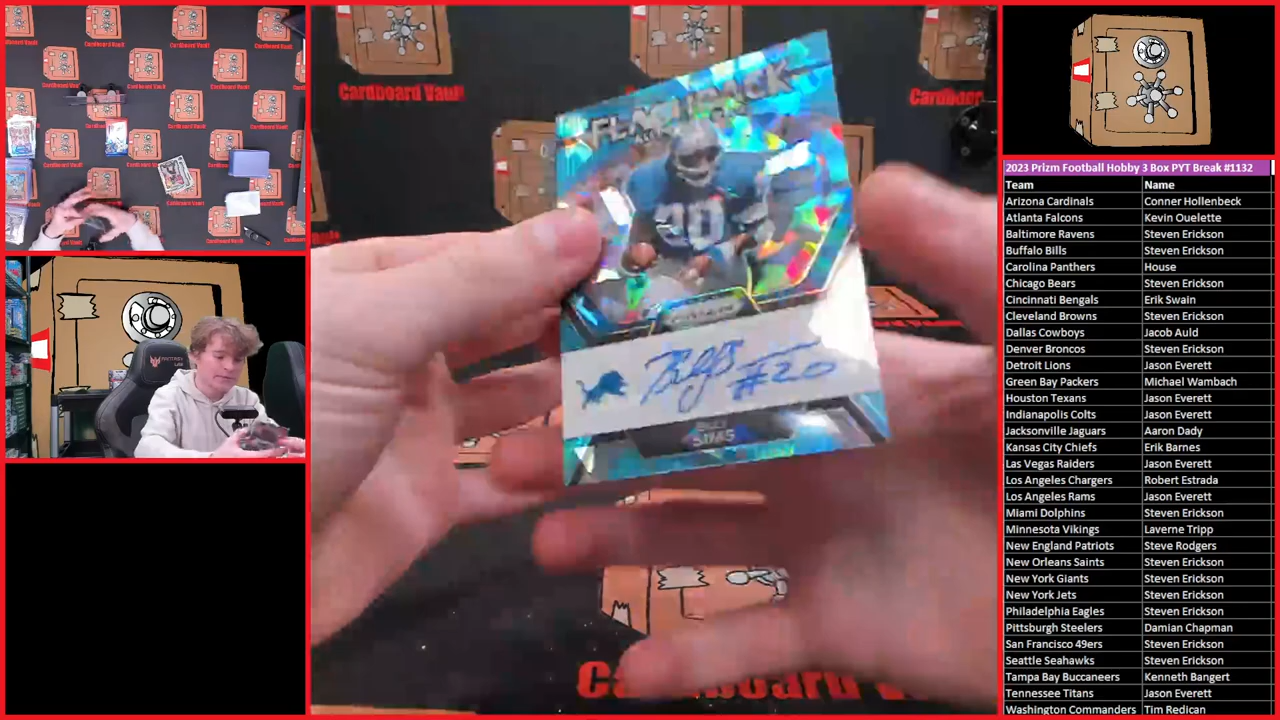 Cardboard Vault
Cardboard Vault
FLASHBACK
20
PRIZM
#20
BILLY
SIMS
Cardboard Vault
2023 Prizm Football Hobby 3 Box PYT Break #1132
Team Name
Arizona Cardinals Conner Hollenbeck
Atlanta Falcons Kevin Ouelette
Baltimore Ravens Steven Erickson
Buffalo Bills Steven Erickson
Carolina Panthers House
Chicago Bears Steven Erickson
Cincinnati Bengals Erik Swain
Cleveland Browns Steven Erickson
Dallas Cowboys Jacob Auld
Denver Broncos Steven Erickson
Detroit Lions Jason Everett
Green Bay Packers Michael Wambach
Houston Texans Jason Everett
Indianapolis Colts Jason Everett
Jacksonville Jaguars Aaron Dady
Kansas City Chiefs Erik Barnes
Las Vegas Raiders Jason Everett
Los Angeles Chargers Robert Estrada
Los Angeles Rams Jason Everett
Miami Dolphins Steven Erickson
Minnesota Vikings Laverne Tripp
New England Patriots Steve Rodgers
New Orleans Saints Steven Erickson
New York Giants Steven Erickson
New York Jets Steven Erickson
Philadelphia Eagles Steven Erickson
Pittsburgh Steelers Damian Chapman
San Francisco 49ers Steven Erickson
Seattle Seahawks Steven Erickson
Tampa Bay Buccaneers Kenneth Bangert
Tennessee Titans Jason Everett
Washington Commanders Tim Redican